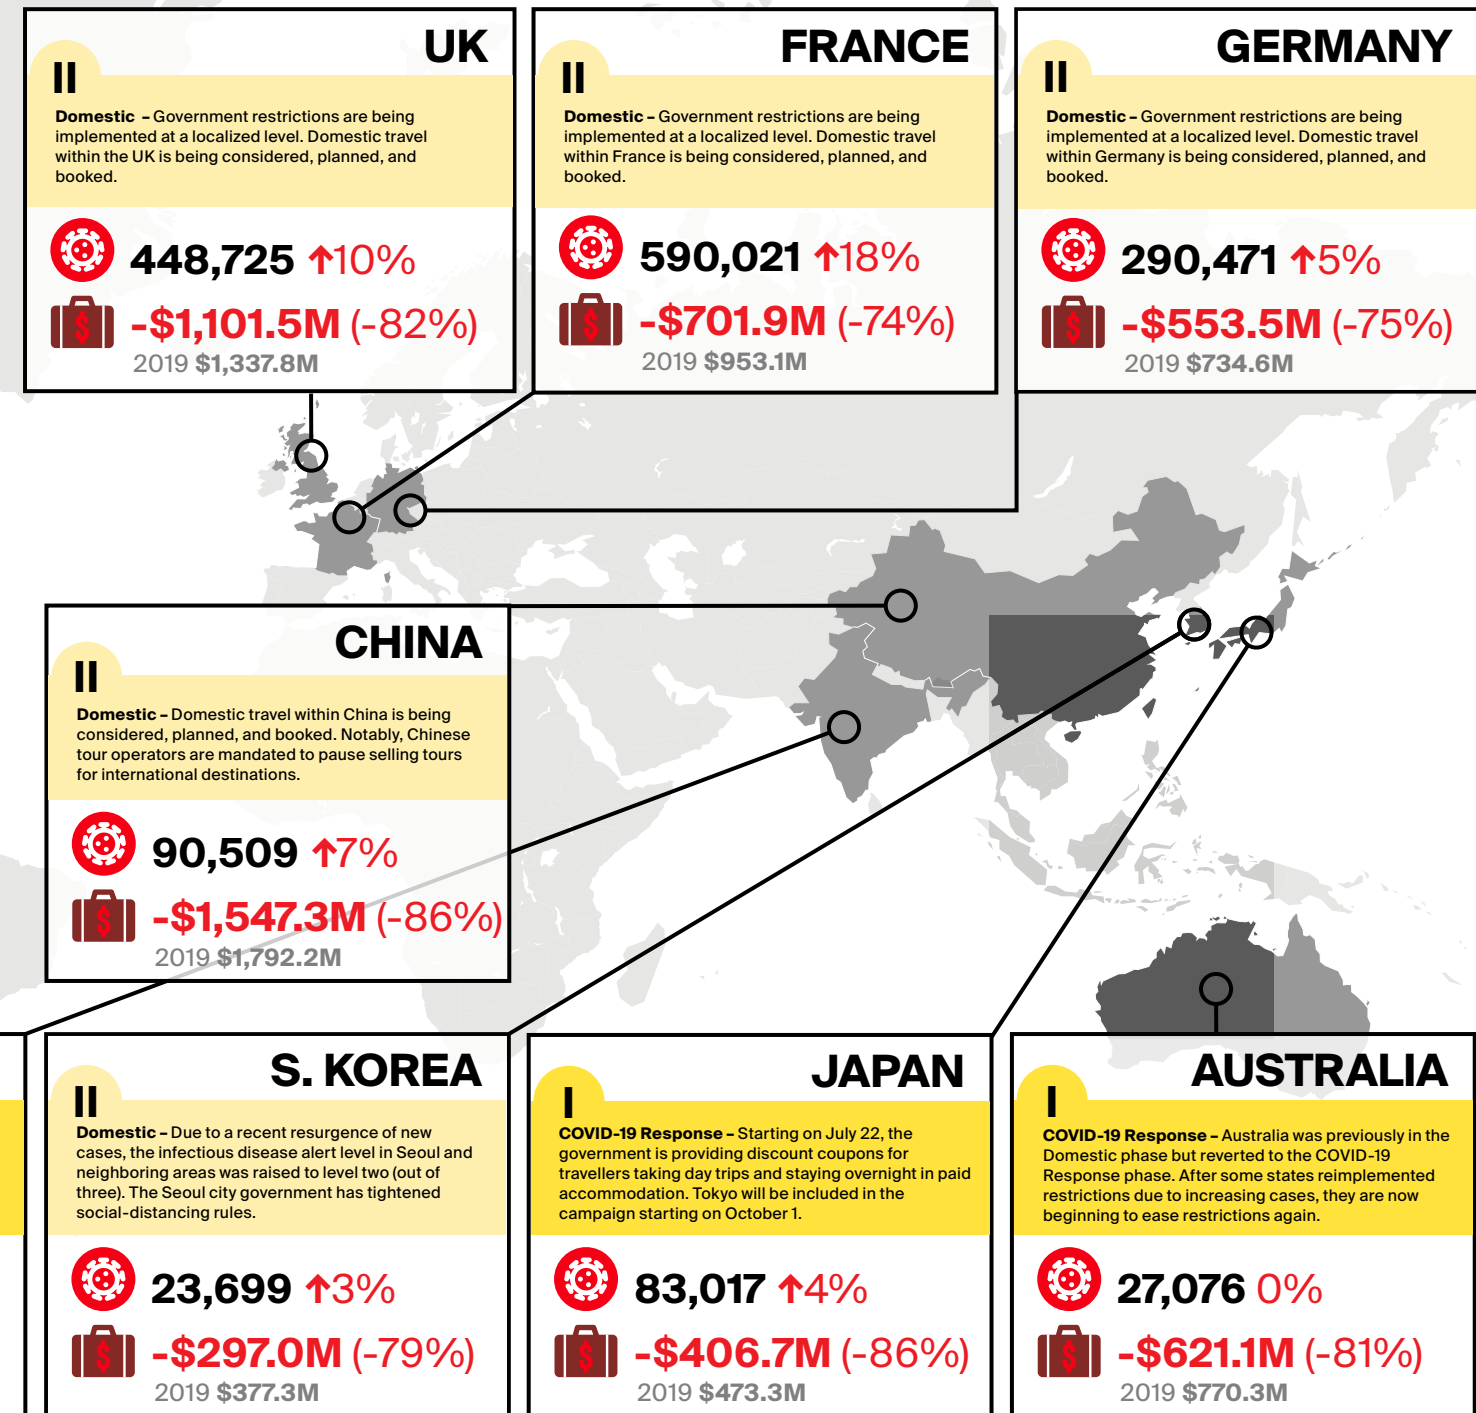 UK
II
Domestic – Government restrictions are being
implemented at a localized level. Domestic travel
within the UK is being considered, planned, and
booked.
448,725 ↑10%
-$1,101.5M (-82%)
2019 $1,337.8M
FRANCE
II
Domestic – Government restrictions are being
implemented at a localized level. Domestic travel
within France is being considered, planned, and
booked.
590,021 ↑18%
-$701.9M (-74%)
2019 $953.1M
GERMANY
II
Domestic – Government restrictions are being
implemented at a localized level. Domestic travel
within Germany is being considered, planned, and
booked.
290,471 ↑5%
-$553.5M (-75%)
2019 $734.6M
CHINA
II
Domestic – Domestic travel within China is being
considered, planned, and booked. Notably, Chinese
tour operators are mandated to pause selling tours
for international destinations.
90,509 ↑7%
-$1,547.3M (-86%)
2019 $1,792.2M
S. KOREA
II
Domestic – Due to a recent resurgence of new
cases, the infectious disease alert level in Seoul and
neighboring areas was raised to level two (out of
three). The Seoul city government has tightened
social-distancing rules.
23,699 ↑3%
-$297.0M (-79%)
2019 $377.3M
JAPAN
I
COVID-19 Response – Starting on July 22, the
government is providing discount coupons for
travellers taking day trips and staying overnight in paid
accommodation. Tokyo will be included in the
campaign starting on October 1.
83,017 ↑4%
-$406.7M (-86%)
2019 $473.3M
AUSTRALIA
I
COVID-19 Response – Australia was previously in the
Domestic phase but reverted to the COVID-19
Response phase. After some states reimplemented
restrictions due to increasing cases, they are now
beginning to ease restrictions again.
27,076 0%
-$621.1M (-81%)
2019 $770.3M